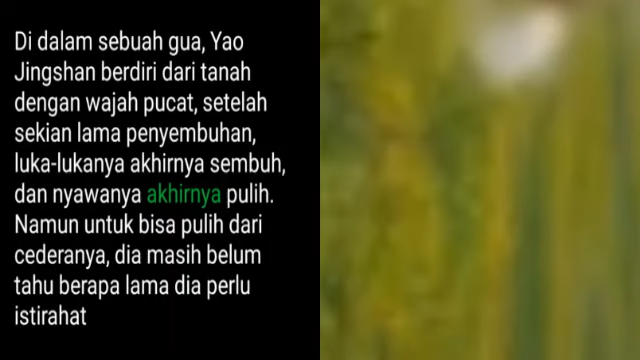 Di dalam sebuah gua, Yao
Jingshan berdiri dari tanah
dengan wajah pucat, setelah
sekian lama penyembuhan,
luka-lukanya akhirnya sembuh,
dan nyawanya akhirnya pulih.
Namun untuk bisa pulih dari
cederanya, dia masih belum
tahu berapa lama dia perlu
istirahat